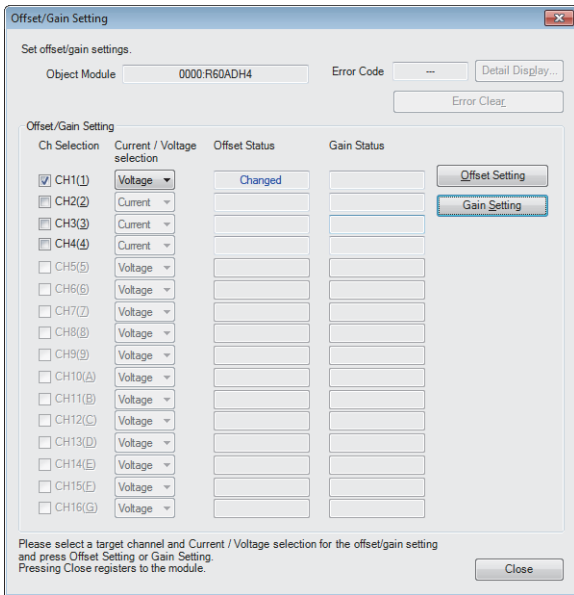 Offset/Gain Setting
Set offset/gain settings.
Object Module 0000:R60ADH4 Error Code --- Detail Display...
Error Clear
Offset/Gain Setting
Ch Selection Current / Voltage selection Offset Status Gain Status
CH1(1) Voltage Changed Offset Setting
CH2(2) Current Gain Setting
CH3(3) Current
CH4(4) Current
CH5(5) Voltage
CH6(6) Voltage
CH7(7) Voltage
CH8(8) Voltage
CH9(9) Voltage
CH10(A) Voltage
CH11(B) Voltage
CH12(C) Voltage
CH13(D) Voltage
CH14(E) Voltage
CH15(F) Voltage
CH16(G) Voltage
Please select a target channel and Current / Voltage selection for the offset/gain setting
and press Offset Setting or Gain Setting.
Pressing Close registers to the module.
Close